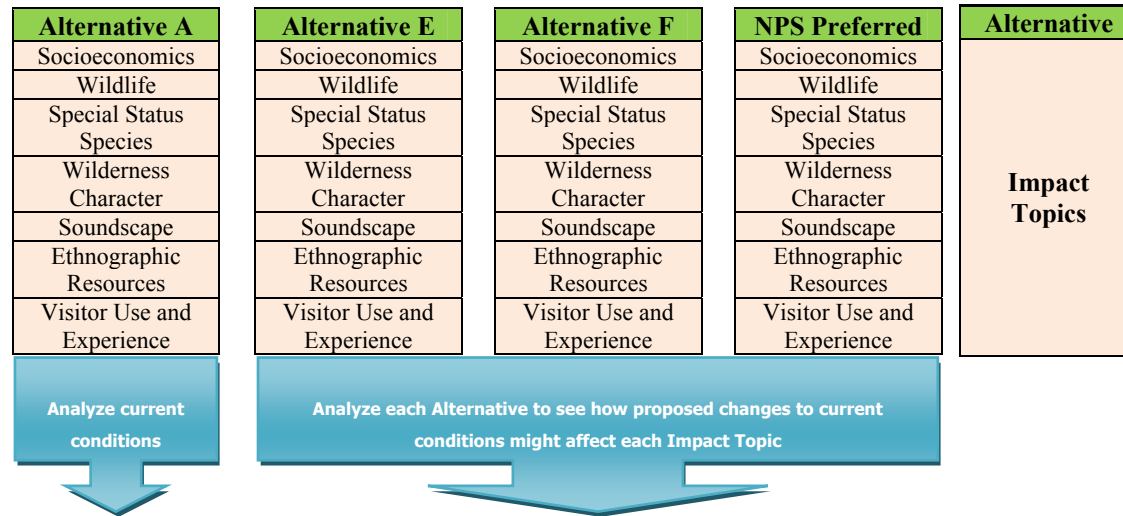 Alternative A
Socioeconomics
Wildlife
Special Status
Species
Wilderness
Character
Soundscape
Ethnographic
Resources
Visitor Use and
Experience
Alternative E
Socioeconomics
Wildlife
Special Status
Species
Wilderness
Character
Soundscape
Ethnographic
Resources
Visitor Use and
Experience
Alternative F
Socioeconomics
Wildlife
Special Status
Species
Wilderness
Character
Soundscape
Ethnographic
Resources
Visitor Use and
Experience
NPS Preferred
Socioeconomics
Wildlife
Special Status
Species
Wilderness
Character
Soundscape
Ethnographic
Resources
Visitor Use and
Experience
Alternative
Impact
Topics
Analyze current
conditions
Analyze each Alternative to see how proposed changes to current
conditions might affect each Impact Topic